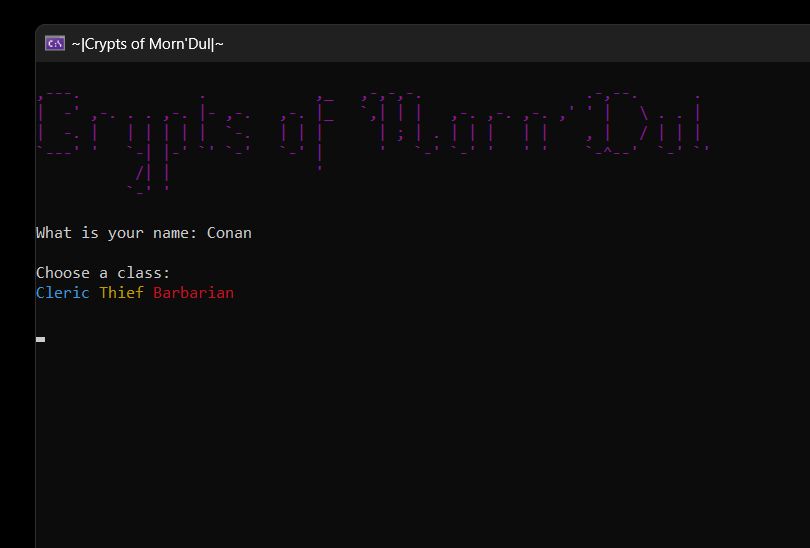 ~|Crypts of Morn'Dul|~
Crypts of Morn'Dul
What is your name: Conan
Choose a class:
Cleric Thief Barbarian